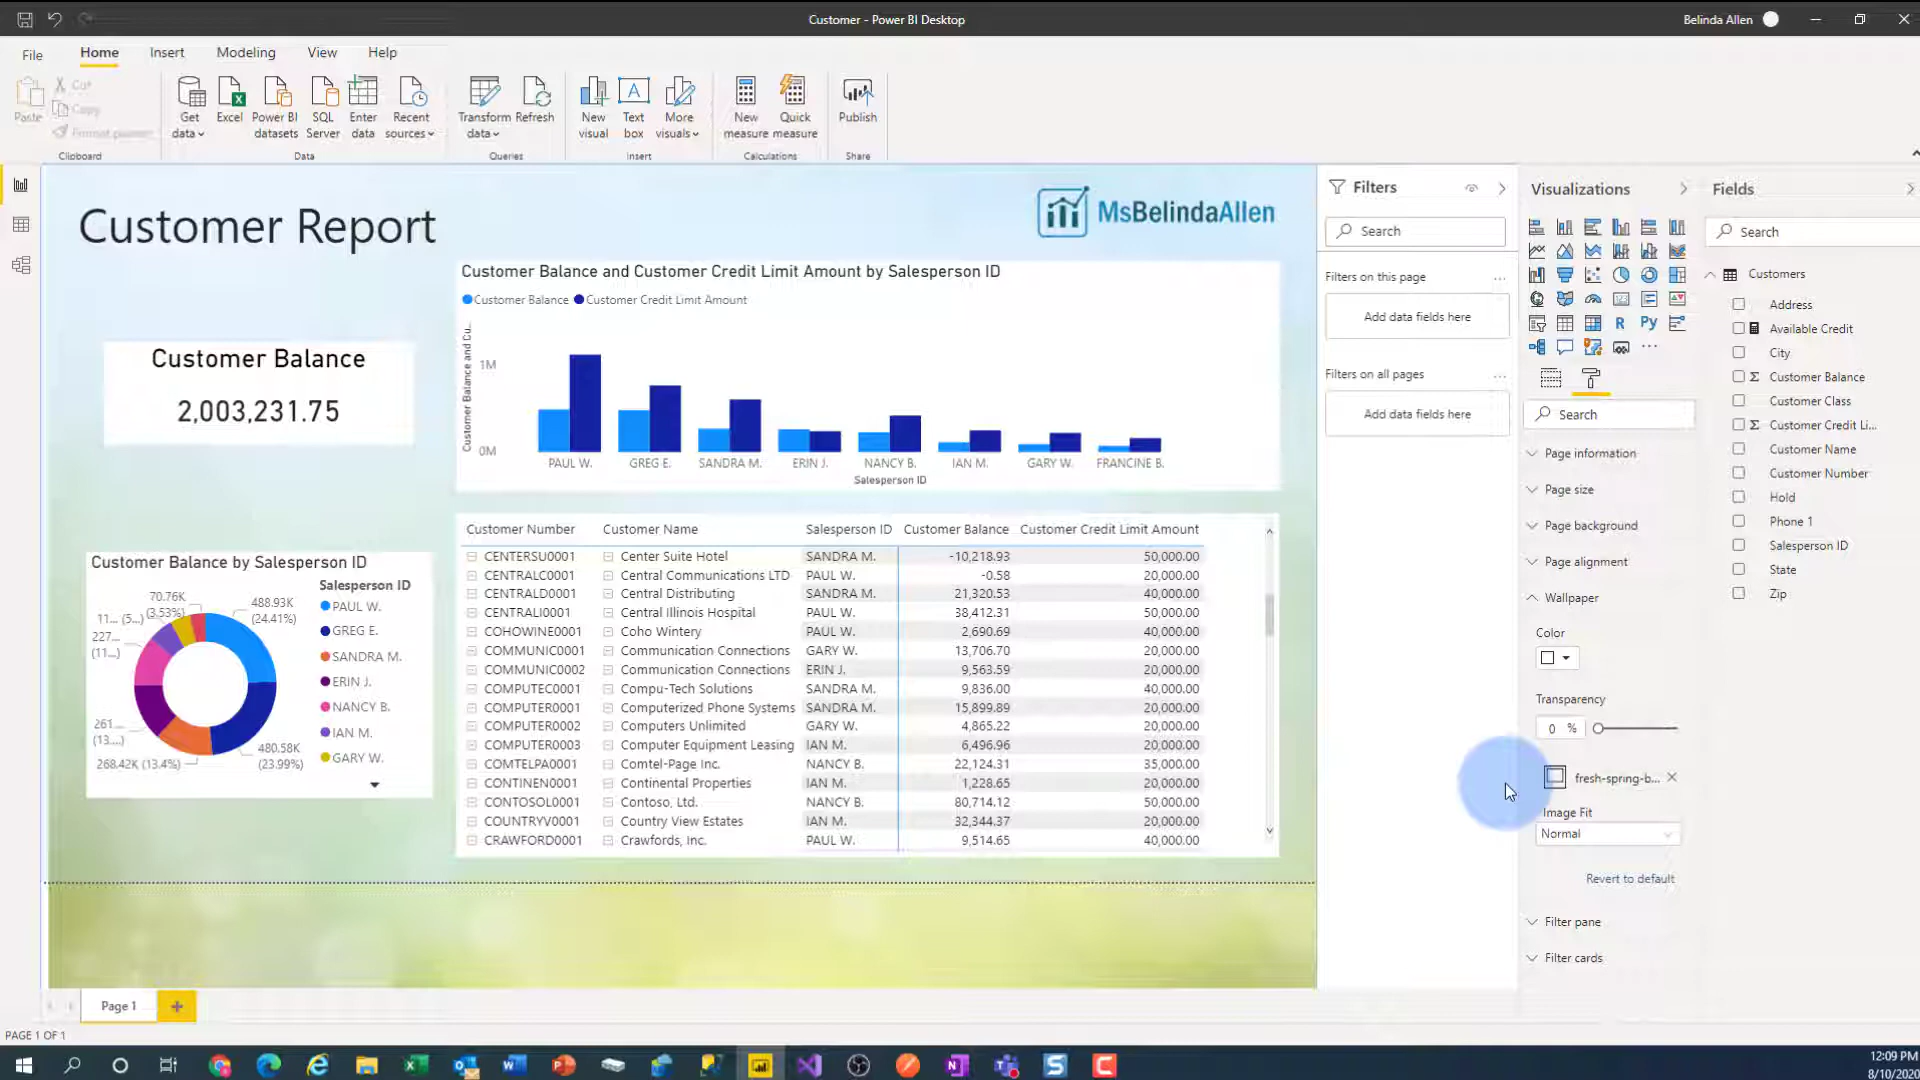 Customer - Power BI Desktop
Belinda Allen
File Home Insert Modeling View Help
Paste
Cut
Copy
Format painter
Clipboard
Get data
Excel
Power BI datasets
SQL Server
Enter data
Recent sources
Data
Transform data
Refresh
Queries
New visual
Text box
More visuals
Insert
New measure
Quick measure
Calculations
Publish
Share
Customer Report
MsBelindaAllen
Customer Balance
2,003,231.75
Customer Balance and Customer Credit Limit Amount by Salesperson ID
Customer Balance Customer Credit Limit Amount
Customer Balance and Cu...
1M
0M
PAUL W. GREG E. SANDRA M. ERIN J. NANCY B. IAN M. GARY W. FRANCINE B.
Salesperson ID
Customer Balance by Salesperson ID
Salesperson ID
PAUL W.
GREG E.
SANDRA M.
ERIN J.
NANCY B.
IAN M.
GARY W.
70.76K
(3.53%)
488.93K
(24.41%)
11... (5...)
227...
(11...)
261...
(13....)
268.42K (13.4%)
480.58K
(23.99%)
Customer Number Customer Name Salesperson ID Customer Balance Customer Credit Limit Amount
CENTERSU0001 Center Suite Hotel SANDRA M. -10,218.93 50,000.00
CENTRALC0001 Central Communications LTD PAUL W. -0.58 20,000.00
CENTRALD0001 Central Distributing SANDRA M. 21,320.53 40,000.00
CENTRALI0001 Central Illinois Hospital PAUL W. 38,412.31 50,000.00
COHOWINE0001 Coho Wintery PAUL W. 2,690.69 40,000.00
COMMUNIC0001 Communication Connections GARY W. 13,706.70 20,000.00
COMMUNIC0002 Communication Connections ERIN J. 9,563.59 20,000.00
COMPUTEC0001 Compu-Tech Solutions SANDRA M. 9,836.00 40,000.00
COMPUTER0001 Computerized Phone Systems SANDRA M. 15,899.89 20,000.00
COMPUTER0002 Computers Unlimited GARY W. 4,865.22 20,000.00
COMPUTER0003 Computer Equipment Leasing IAN M. 6,496.96 20,000.00
COMTELPA0001 Comtel-Page Inc. NANCY B. 22,124.31 35,000.00
CONTINEN0001 Continental Properties IAN M. 1,228.65 20,000.00
CONTOSOL0001 Contoso, Ltd. NANCY B. 80,714.12 50,000.00
COUNTRYV0001 Country View Estates IAN M. 32,344.37 20,000.00
CRAWFORD0001 Crawfords, Inc. PAUL W. 9,514.65 40,000.00
Filters
Search
Filters on this page ...
Add data fields here
Filters on all pages ...
Add data fields here
Visualizations
R Py
...
Search
Page information
Page size
Page background
Page alignment
Wallpaper
Color
Transparency
0 %
fresh-spring-b...
Image Fit
Normal
Revert to default
Filter pane
Filter cards
Fields
Search
Customers
Address
Available Credit
City
Customer Balance
Customer Class
Customer Credit Li...
Customer Name
Customer Number
Hold
Phone 1
Salesperson ID
State
Zip
Page 1
PAGE 1 OF 1
12:09 PM
8/10/2020